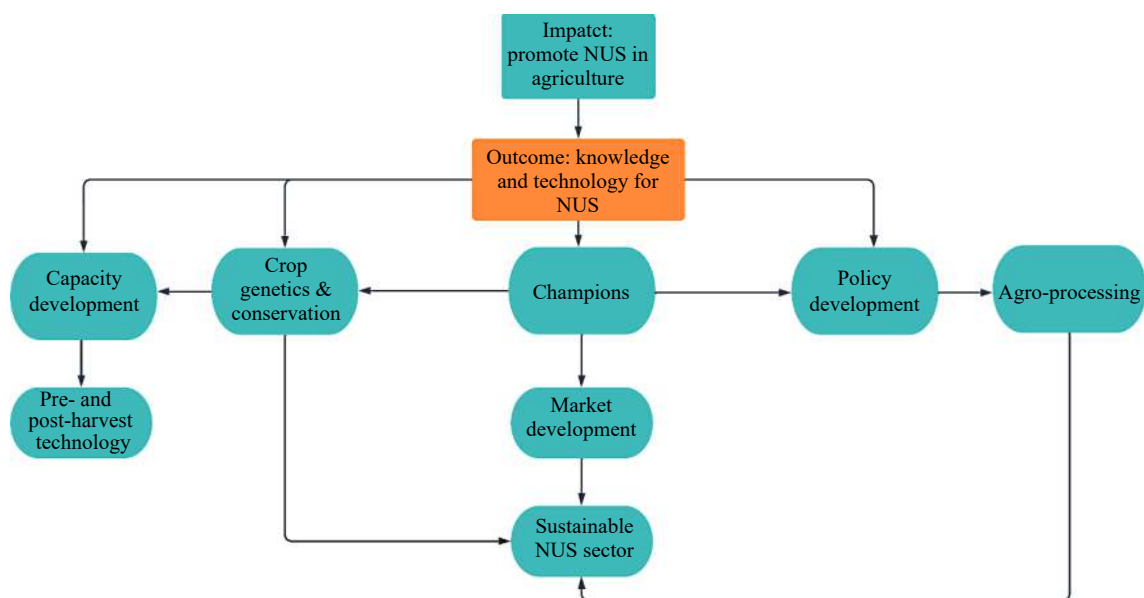 Impatct:
promote NUS in
agriculture
Outcome: knowledge
and technology for
NUS
Capacity
development
Crop
genetics &
conservation
Champions
Policy
development
Agro-processing
Pre- and
post-harvest
technology
Market
development
Sustainable
NUS sector